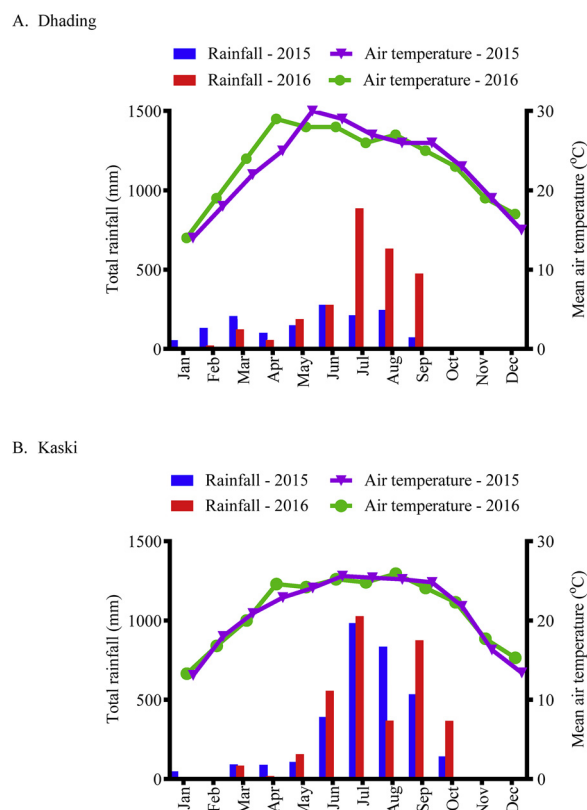 A. Dhading
Rainfall - 2015 Air temperature - 2015
Rainfall - 2016 Air temperature - 2016
1500 30
1000 20
500 10
0 0
Total rainfall (mm)
Mean air temperature (⁰C)
Jan Feb Mar Apr May Jun Jul Aug Sep Oct Nov Dec
B. Kaski
Rainfall - 2015 Air temperature - 2015
Rainfall - 2016 Air temperature - 2016
1500 30
1000 20
500 10
0 0
Total rainfall (mm)
Mean air temperature (⁰C)
Jan Feb Mar Apr May Jun Jul Aug Sep Oct Nov Dec